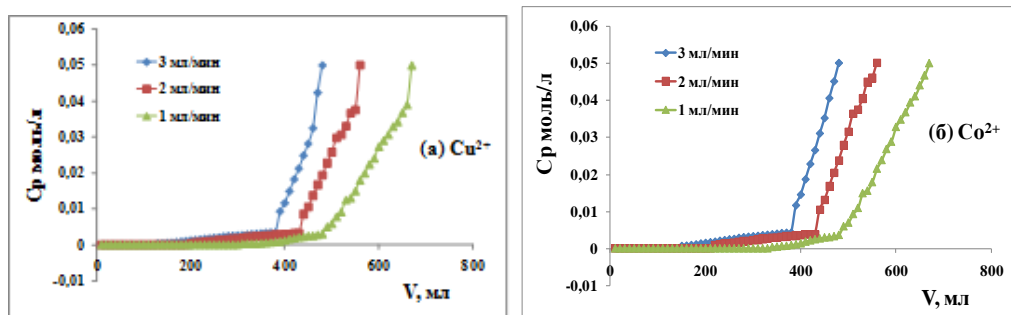 0,06
0,05
0,04
0,03
0,02
0,01
0
-0,01
0
200
400
600
800
Ср моль/л
V, мл
3 мл/мин
2 мл/мин
1 мл/мин
(а) Cu²⁺
0,06
0,05
0,04
0,03
0,02
0,01
0
-0,01
0
200
400
600
800
Ср моль/л
V, мл
3 мл/мин
2 мл/мин
1 мл/мин
(б) Co²⁺